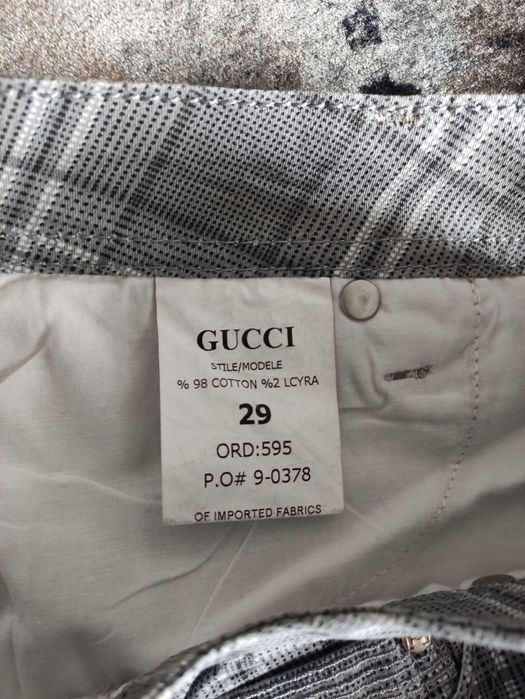 GUCCI
STILE/MODELE
% 98 COTTON %2 LCYRA
29
ORD:595
P.O# 9-0378
OF IMPORTED FABRICS